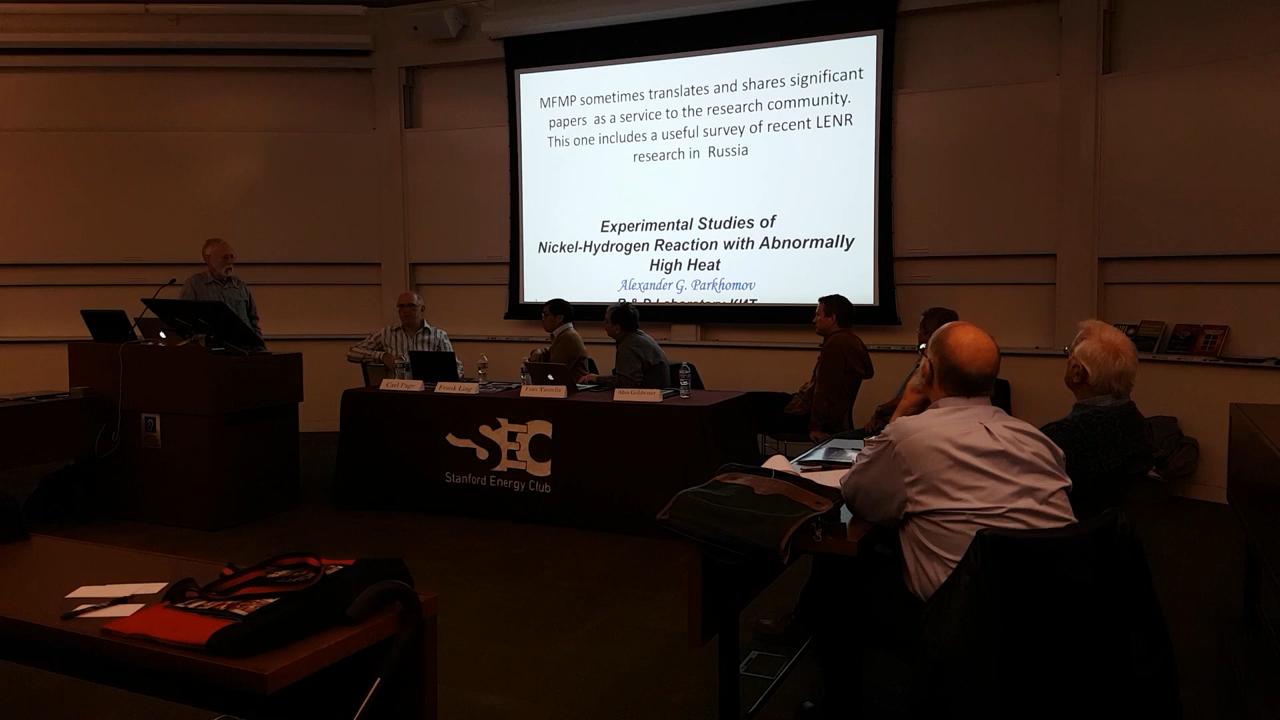 MFMP sometimes translates and shares significant
papers as a service to the research community.
This one includes a useful survey of recent LENR
research in Russia
Experimental Studies of
Nickel-Hydrogen Reaction with Abnormally
High Heat
Alexander G. Parkhomov
R & D Laboratory КИТ
Carl Page
Frank Ling
SEC
Stanford Energy Club